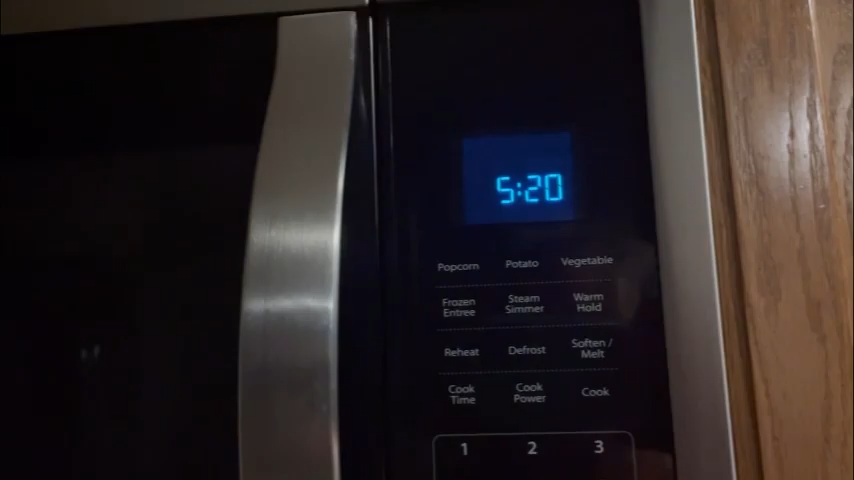 5:20
Popcorn Potato Vegetable
Frozen Entree Steam Simmer Warm Hold
Reheat Defrost Soften / Melt
Cook Time Cook Power Cook
1 2 3